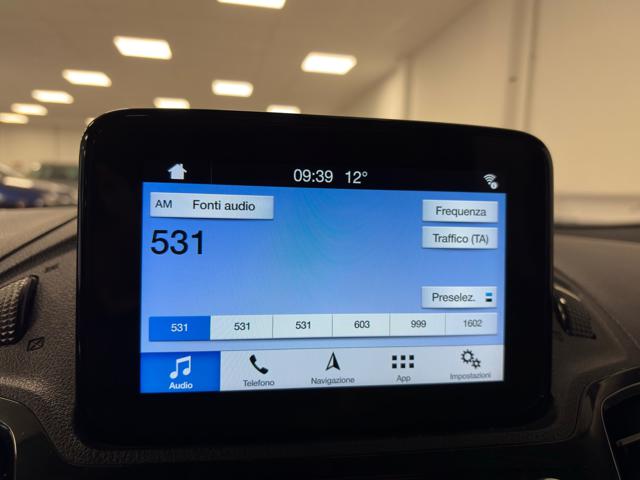 09:39 12°
AM Fonti audio
Frequenza
531
Traffico (TA)
Preselez.
531 531 531 603 999 1602
Audio Telefono Navigazione App Impostazioni